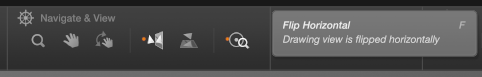 Navigate & View
Flip Horizontal F
Drawing view is flipped horizontally